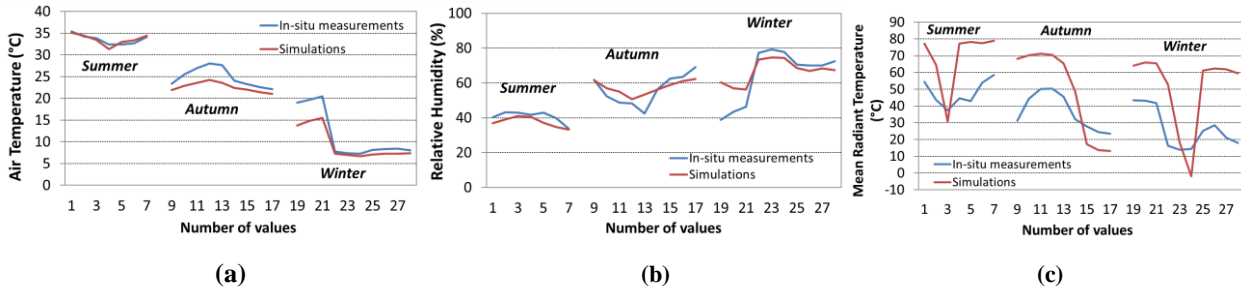 Air Temperature (°C)
40
35
30
25
20
15
10
5
0
In-situ measurements
Simulations
Summer
Autumn
Winter
1 3 5 7 9 11 13 15 17 19 21 23 25 27
Number of values
(a)
Relative Humidity (%)
100
80
60
40
20
0
Summer
Autumn
Winter
In-situ measurements
Simulations
1 3 5 7 9 11 13 15 17 19 21 23 25 27
Number of values
(b)
Mean Radiant Temperature
(°C)
90
80
70
60
50
40
30
20
10
0
-10
Summer
Autumn
Winter
In-situ measurements
Simulations
1 3 5 7 9 11 13 15 17 19 21 23 25 27
Number of values
(c)